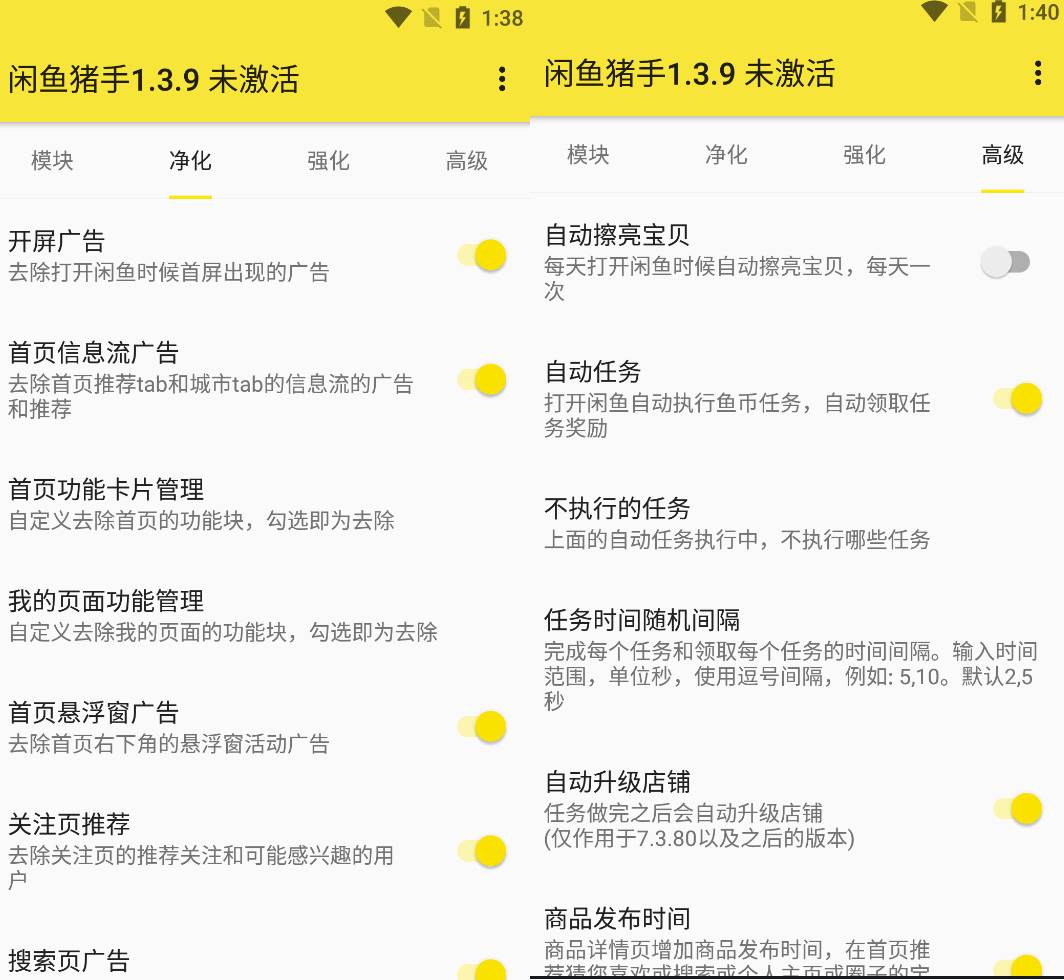 1:38
闲鱼猪手1.3.9 未激活
模块 净化 强化 高级
开屏广告
去除打开闲鱼时候首屏出现的广告
首页信息流广告
去除首页推荐tab和城市tab的信息流的广告
和推荐
首页功能卡片管理
自定义去除首页的功能块，勾选即为去除
我的页面功能管理
自定义去除我的页面的功能块，勾选即为去除
首页悬浮窗广告
去除首页右下角的悬浮窗活动广告
关注页推荐
去除关注页的推荐关注和可能感兴趣的用
户
搜索页广告
1:40
闲鱼猪手1.3.9 未激活
模块 净化 强化 高级
自动擦亮宝贝
每天打开闲鱼时候自动擦亮宝贝，每天一
次
自动任务
打开闲鱼自动执行鱼币任务，自动领取任
务奖励
不执行的任务
上面的自动任务执行中，不执行哪些任务
任务时间随机间隔
完成每个任务和领取每个任务的时间间隔。输入时间
范围，单位秒，使用逗号间隔，例如: 5,10。默认2,5
秒
自动升级店铺
任务做完之后会自动升级店铺
(仅作用于7.3.80以及之后的版本)
商品发布时间
商品详情页增加商品发布时间，在首页推
荐猜您喜欢或搜索或个人主页或圈子的宝